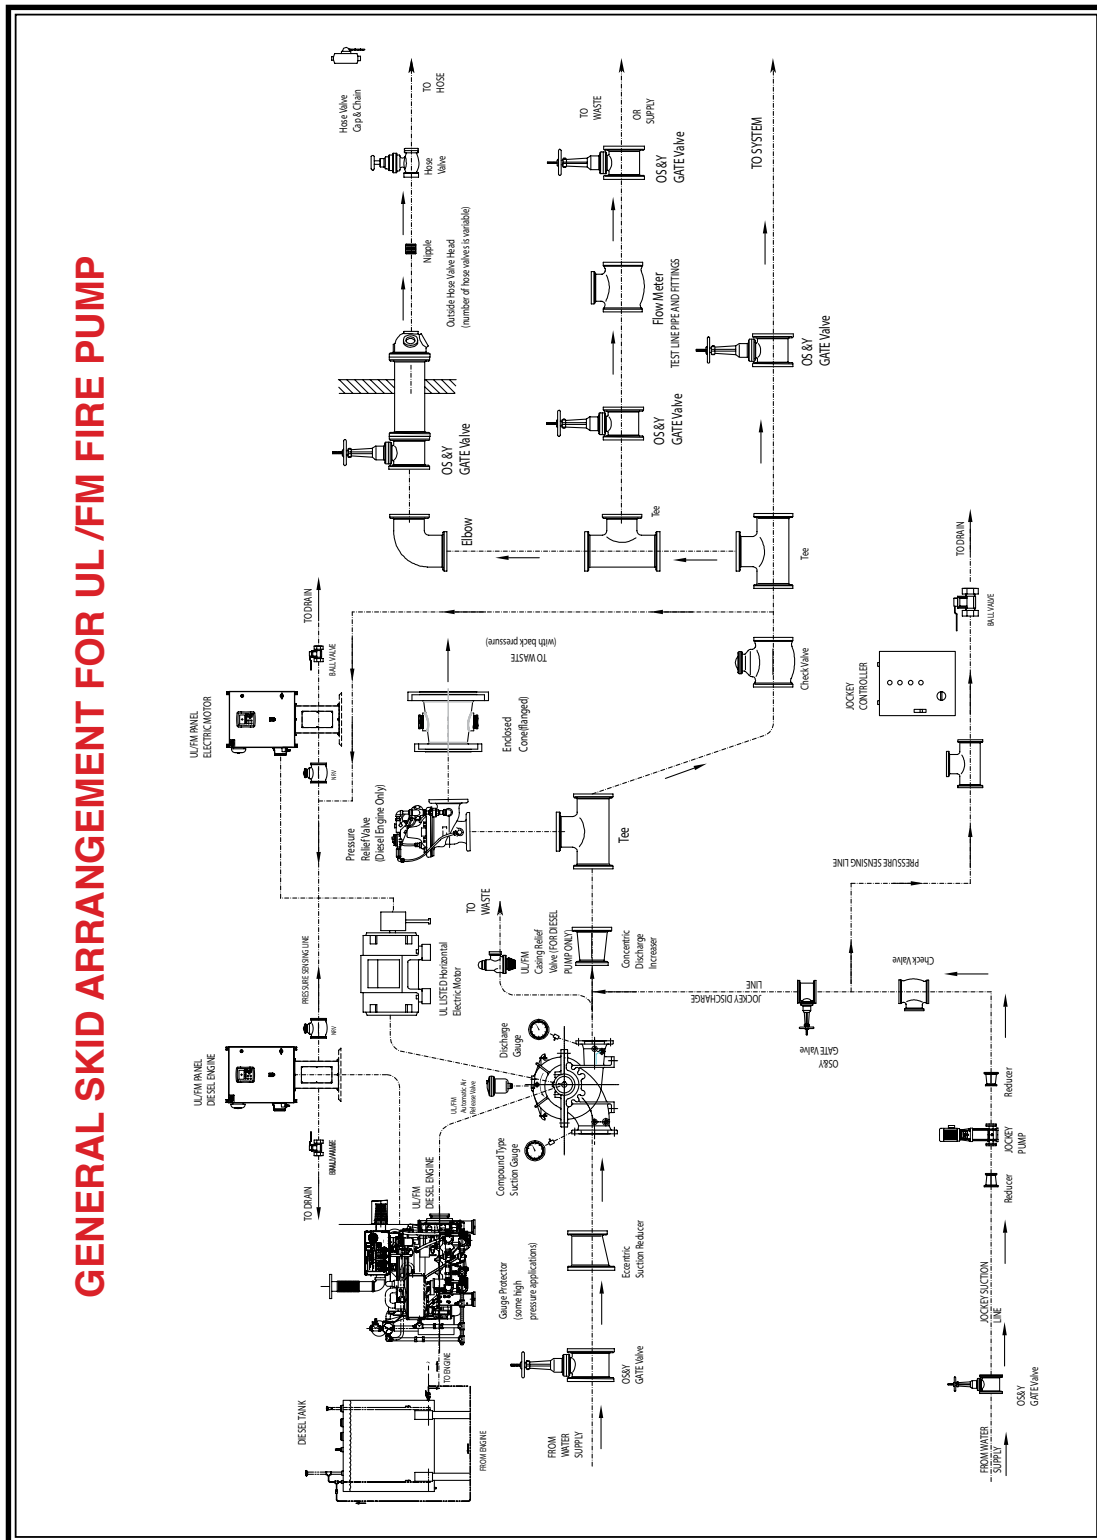 GENERAL SKID ARRANGEMENT FOR UL /FM FIRE PUMP
Hose Valve
Cap & Chain
TO
HOSE
Hose
Valve
Nipple
Outside Hose Valve Head
(number of hose valves is variable)
OS &Y
GATE Valve
Elbow
TO
WASTE
OR
SUPPLY
OS&Y
GATE Valve
Flow Meter
TEST LINE PIPE AND FITTINGS
OS&Y
GATE Valve
Tee
TO SYSTEM
OS &Y
GATE Valve
Tee
Check Valve
TO DRAIN
BALL VALVE
UL/FM PANEL
ELECTRIC MOTOR
NRV
PRESSURE SENSING LINE
NRV
UL/FM PANEL
DIESEL ENGINE
TO DRAIN
TO WASTE
(with back pressure)
Enclosed
Cone(flanged)
Pressure
Relief Valve
(Diesel Engine Only)
Tee
TO
WASTE
UL/FM
Casing Relief
Valve (FOR DIESEL
PUMP ONLY)
Concentric
Discharge
Increaser
UL LISTED Horizontal
Electric Motor
Discharge
Gauge
UL/FM
Automatic Air
Release Valve
Compound Type
Suction Gauge
UL/FM
DIESEL ENGINE
Gauge Protector
(some high
pressure applications)
Eccentric
Suction Reducer
OS&Y
GATE Valve
FROM
WATER
SUPPLY
DIESEL TANK
TO ENGINE
FROM ENGINE
TO DRAIN
BALL VALVE
JOCKEY
CONTROLLER
PRESSURE SENSING LINE
JOCKEY DISCHARGE
LINE
OS&Y
GATE Valve
Check Valve
Reducer
JOCKEY
PUMP
Reducer
JOCKEY SUCTION
LINE
OS&Y
GATE Valve
FROM WATER
SUPPLY